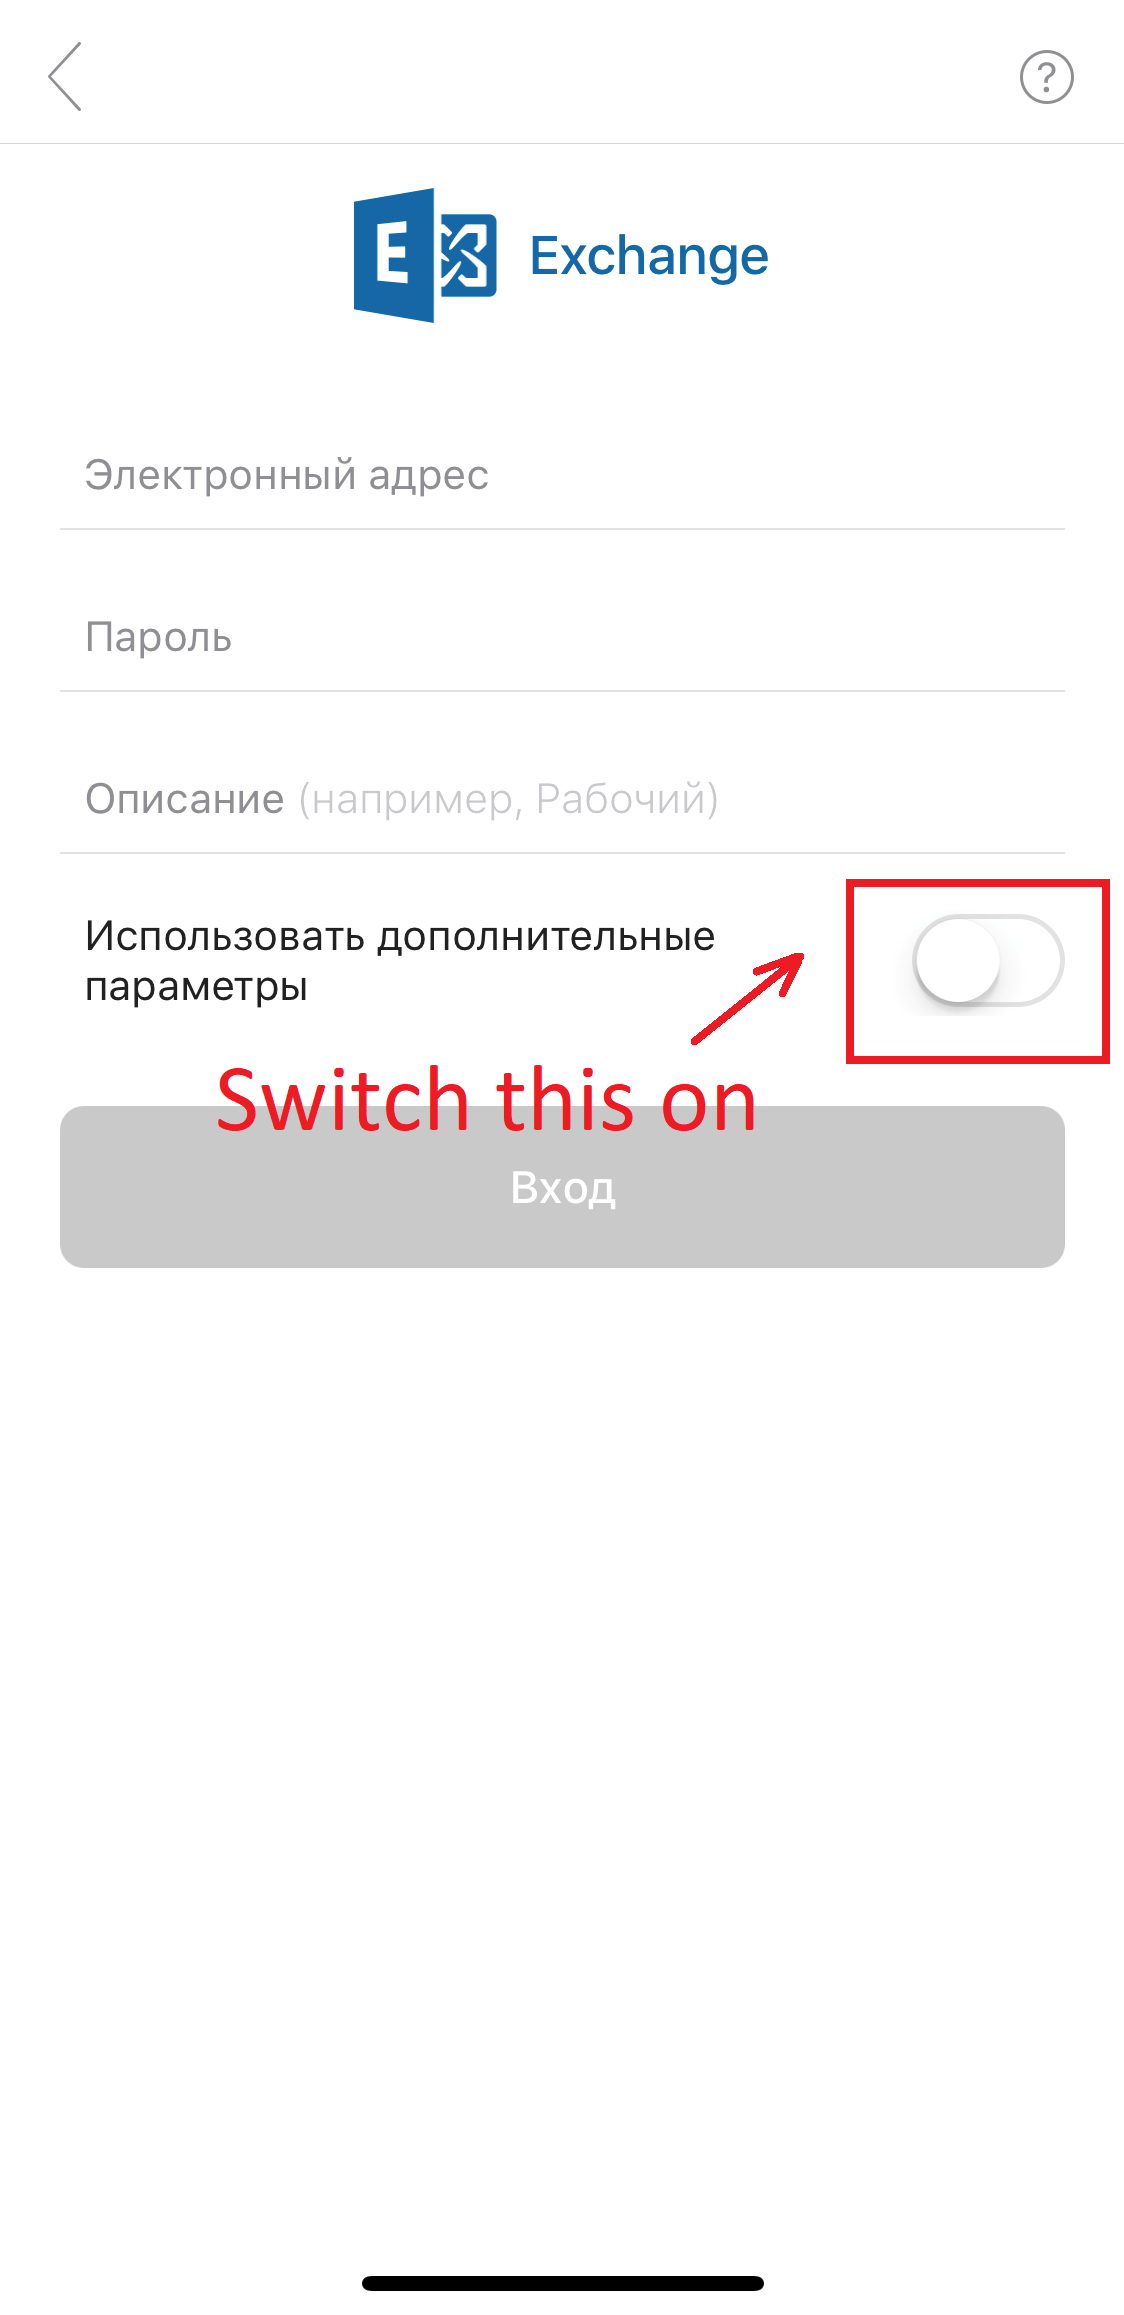 ?
E Exchange
Электронный адрес
Пароль
Описание (например, Рабочий)
Использовать дополнительные
параметры
Switch this on
Вход